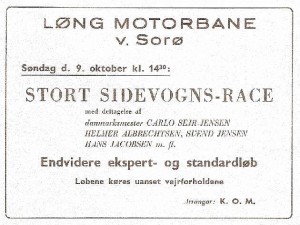 LØNG MOTORBANE
v. Sorø
Søndag d. 9. oktober kl. 14³⁰:
STORT SIDEVOGNS-RACE
med deltagelse af
danmarksmester CARLO SEJR-JENSEN
HELMER ALBRECHTSEN, SVEND JENSEN
HANS JACOBSEN m. fl.
Endvidere ekspert- og standardløb
Løbene køres uanset vejrforholdene
Arrangør: K. O. M.